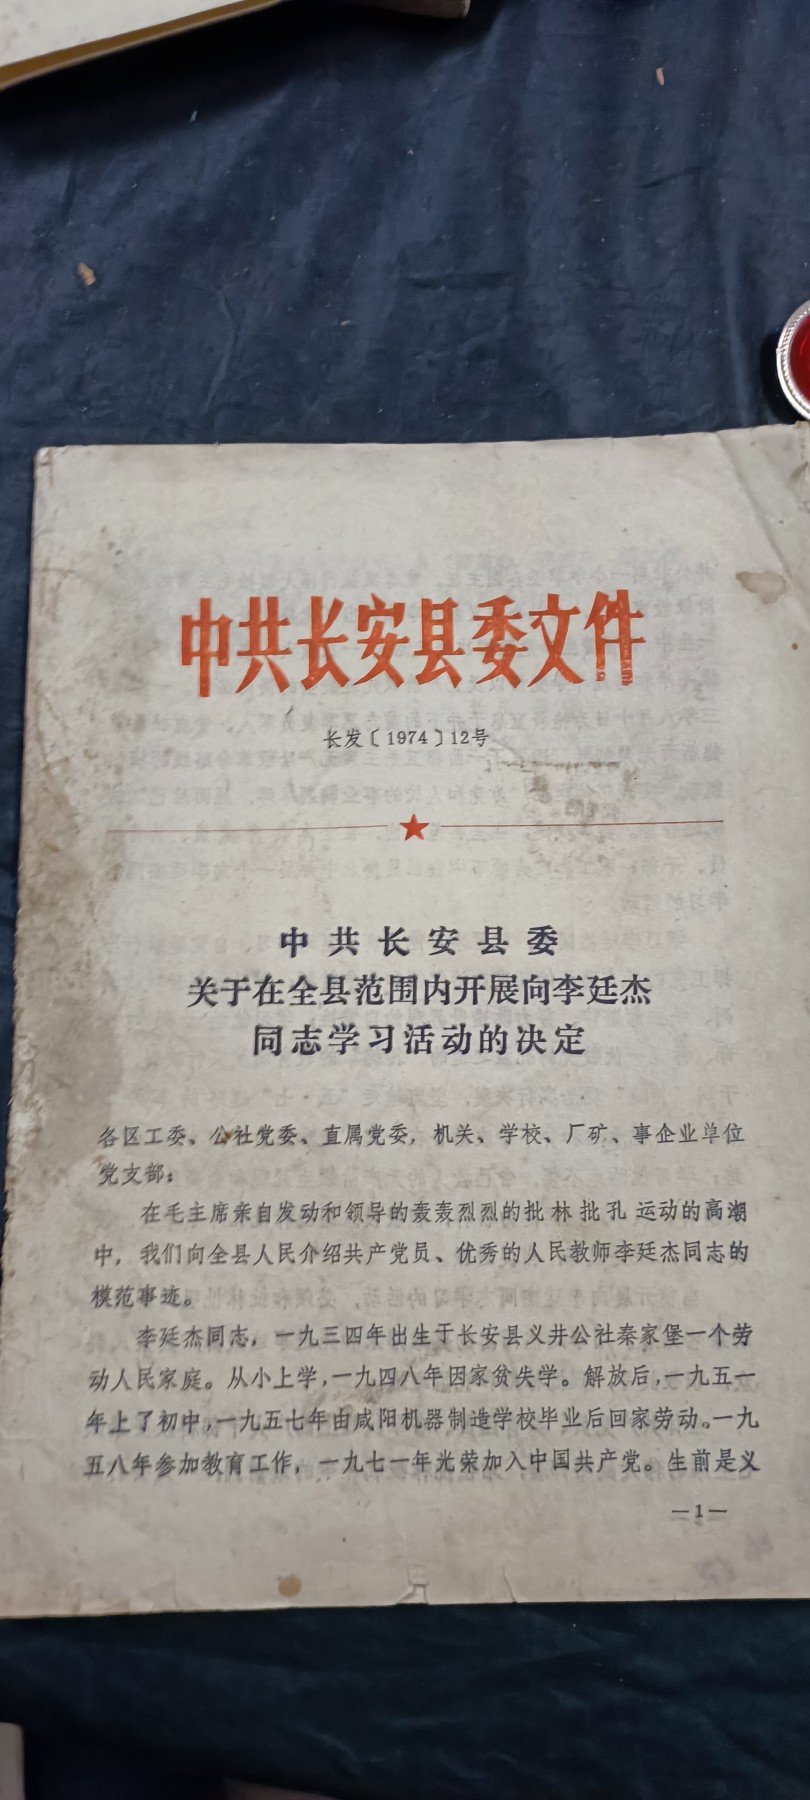 中共长安县委文件
长发〔1974〕12号
中共长安县委
关于在全县范围内开展向李廷杰
同志学习活动的决定
各区工委、公社党委、直属党委，机关、学校、厂矿、事企业单位
党支部：
在毛主席亲自发动和领导的轰轰烈烈的批林批孔运动的高潮
中，我们向全县人民介绍共产党员、优秀的人民教师李廷杰同志的
模范事迹。
李廷杰同志，一九三四年出生于长安县义井公社秦家堡一个劳
动人民家庭。从小上学，一九四八年因家贫失学。解放后，一九五一
年上了初中，一九五七年由咸阳机器制造学校毕业后回家劳动。一九
五八年参加教育工作，一九七一年光荣加入中国共产党。生前是义
—1—